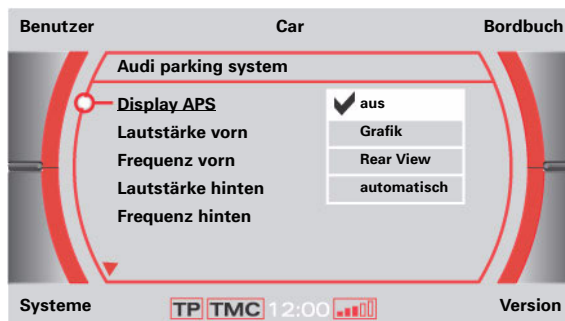 Benutzer Car Bordbuch
Audi parking system
Display APS
aus
Lautstärke vorn
Grafik
Frequenz vorn
Rear View
Lautstärke hinten
automatisch
Frequenz hinten
Systeme TP TMC 12:00 Version